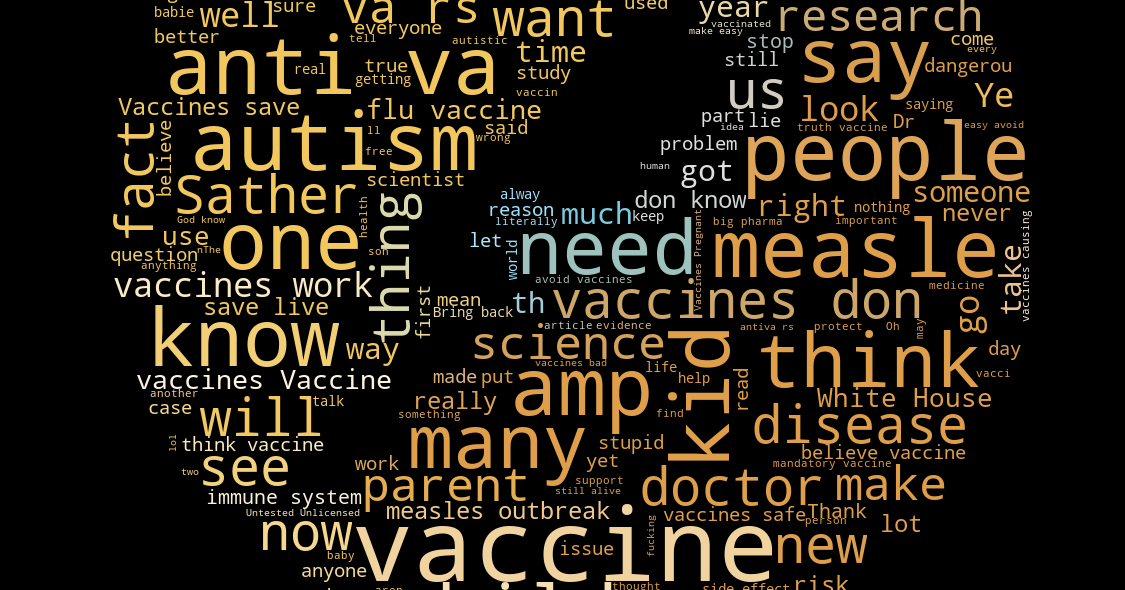 babie
well
sure
va rs
want
used
year
research
vaccinated
make easy
everyone
better
tell
autistic
time
stop
say
come
every
anti va
real
true
getting
study
vaccin
still
dangerou
Vaccines save
flu vaccine
us
look
saying
Ye
fact
believe
autism
ll
said
wrong
free
part
lie
idea
truth vaccine
Dr
easy avoid
problem
people
human
got
scientist
Sather
God know
health
thing
alway
reason
literally
much
don know
keep
right
nothing
someone
never
big pharma
important
use
one
question
nThe
anything
son
let
world
need
Vaccines Pregnant
measle
take
vaccines causing
avoid vaccines
vaccines work
first
mean
Bring back
th
vaccines don
medicine
go
save live
know
way
article
evidence
antiva rs
protect
Oh
may
science
kid
think
day
vaccines bad
life
help
vacci
vaccines Vaccine
made
put
amp
read
another
case
talk
will
really
something
find
White House
disease
lol
think vaccine
many
stupid
believe vaccine
two
see
work
yet
mandatory vaccine
immune system
parent
support
still alive
doctor
make
Untested Unlicensed
measles outbreak
vaccines safe
Thank
person
lot
now
vaccine
fucking
issue
new
baby
anyone
thought
side effect
risk